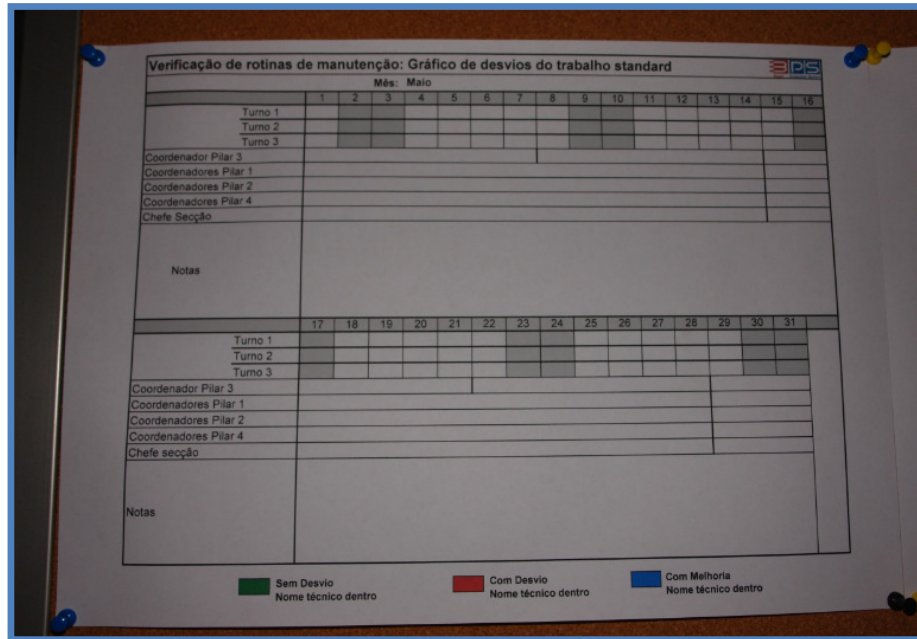 Verificação de rotinas de manutenção: Gráfico de desvios do trabalho standard
BPS
Mês: Maio
1 2 3 4 5 6 7 8 9 10 11 12 13 14 15 16
Turno 1
Turno 2
Turno 3
Coordenador Pilar 3
Coordenadores Pilar 1
Coordenadores Pilar 2
Coordenadores Pilar 4
Chefe Secção
Notas
17 18 19 20 21 22 23 24 25 26 27 28 29 30 31
Turno 1
Turno 2
Turno 3
Coordenador Pilar 3
Coordenadores Pilar 1
Coordenadores Pilar 2
Coordenadores Pilar 4
Chefe secção
Notas
Sem Desvio
Nome técnico dentro
Com Desvio
Nome técnico dentro
Com Melhoria
Nome técnico dentro